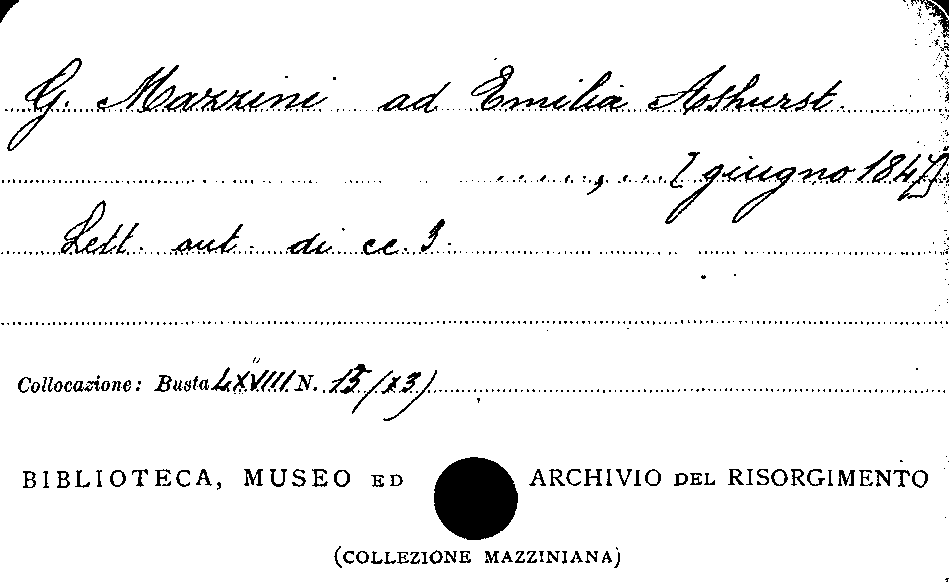 G. Mazzini ad Emilia Ashurst.
....., ...[giugno 1847].
Lett. aut. di cc. 3.
Collocazione: Busta LXVIII N. 15/23)
BIBLIOTECA, MUSEO ED ARCHIVIO DEL RISORGIMENTO
(COLLEZIONE MAZZINIANA)